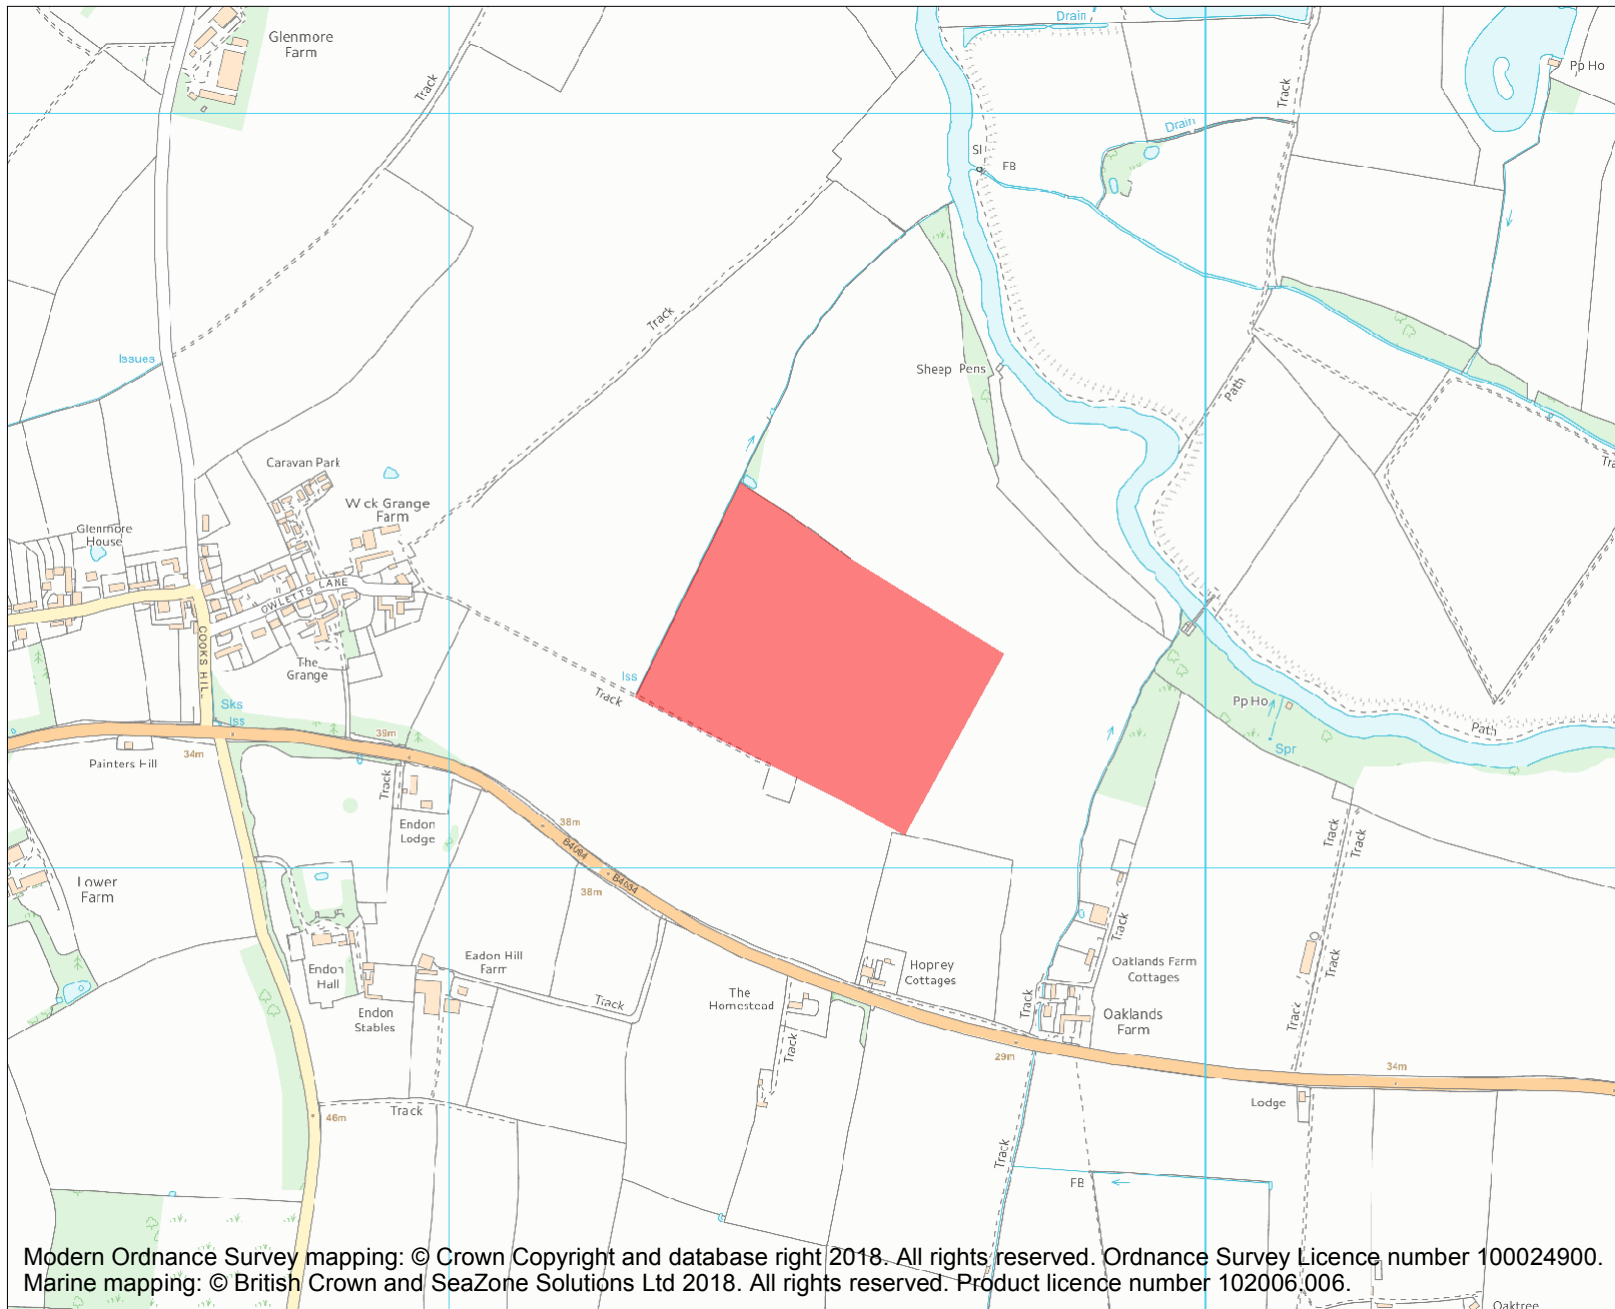 Drain
Glenmore
Farm
Pp Ho
Track
Track
Drain
Sl
FB
Track
Issues
Sheep Pens
Path
Caravan Park
W ck Grange
Farm
Glenmore
House
OWLETTS LANE
COOKS HIL
The
Grange
Iss
Track
Sks
Iss
Pp Ho
Path
Spr
39m
34m
Painters Hill
Track
Endon
Lodge
38m
B4084
B4084
38m
Track
Track
Lower
Farm
Track
Eadon Hill
Farm
Hoprey
Cottages
Oaklands Farm
Cottages
Track
Endon
Hall
The
Homestead
Track
Track
Endon
Stables
Track
Oaklands
Farm
Track
29m
34m
Track
46m
Lodge
Track
FB
Modern Ordnance Survey mapping: © Crown Copyright and database right 2018. All rights reserved. Ordnance Survey Licence number 100024900.
Marine mapping: © British Crown and SeaZone Solutions Ltd 2018. All rights reserved. Product licence number 102006.006.
Oaktree